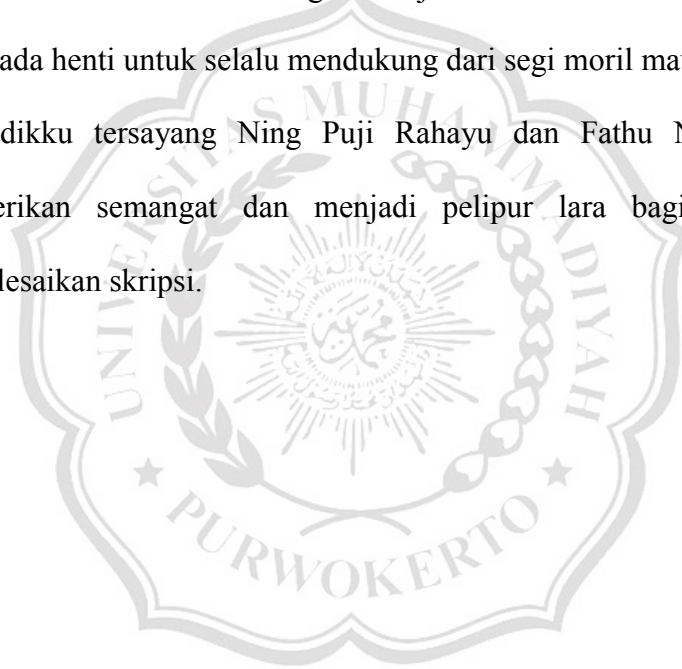 ada henti untuk selalu mendukung dari segi moril
dikku tersayang Ning Puji Rahayu dan Fathu
erikan semangat dan menjadi pelipur lara bagi
lesaikan skripsi.
UNIVERSITAS MUHAMMADIYAH
PURWOKERTO